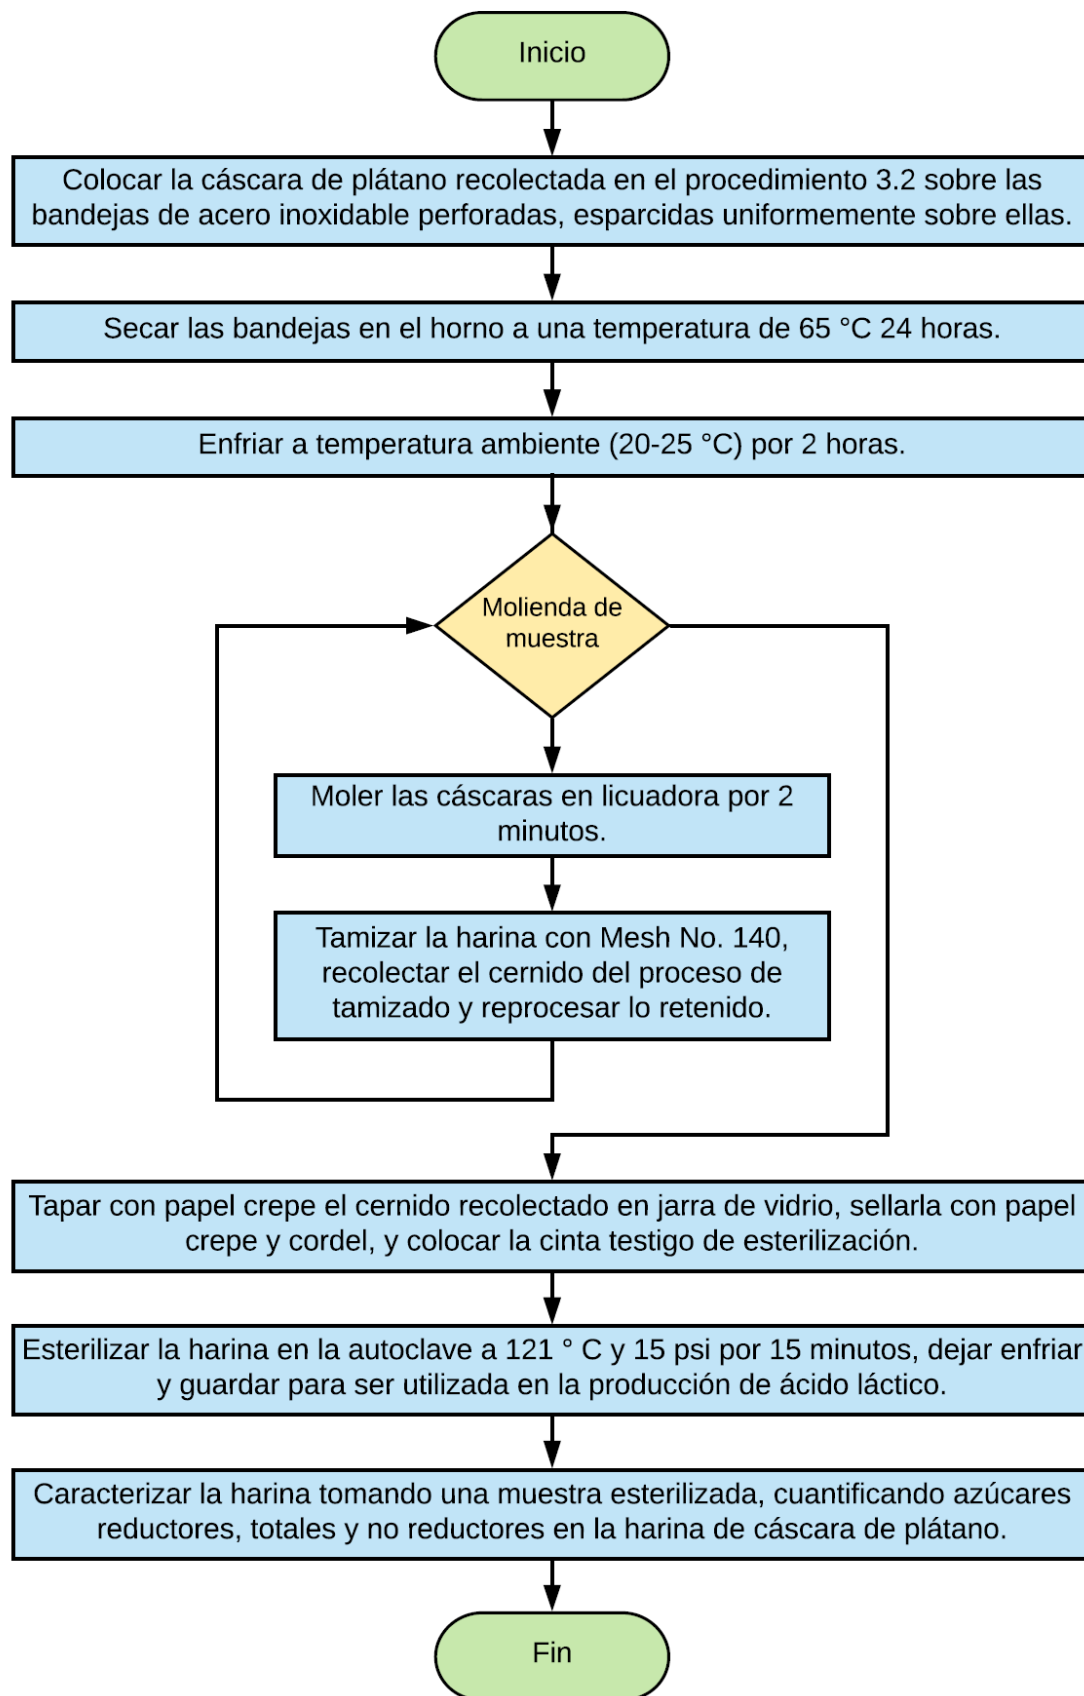 Inicio
Colocar la cáscara de plátano recolectada en el procedimiento 3.2 sobre las
bandejas de acero inoxidable perforadas, esparcidas uniformemente sobre ellas.
Secar las bandejas en el horno a una temperatura de 65 °C 24 horas.
Enfriar a temperatura ambiente (20-25 °C) por 2 horas.
Molienda de
muestra
Moler las cáscaras en licuadora por 2
minutos.
Tamizar la harina con Mesh No. 140,
recolectar el cernido del proceso de
tamizado y reprocesar lo retenido.
Tapar con papel crepe el cernido recolectado en jarra de vidrio, sellarla con papel
crepe y cordel, y colocar la cinta testigo de esterilización.
Esterilizar la harina en la autoclave a 121 ° C y 15 psi por 15 minutos, dejar enfriar
y guardar para ser utilizada en la producción de ácido láctico.
Caracterizar la harina tomando una muestra esterilizada, cuantificando azúcares
reductores, totales y no reductores en la harina de cáscara de plátano.
Fin